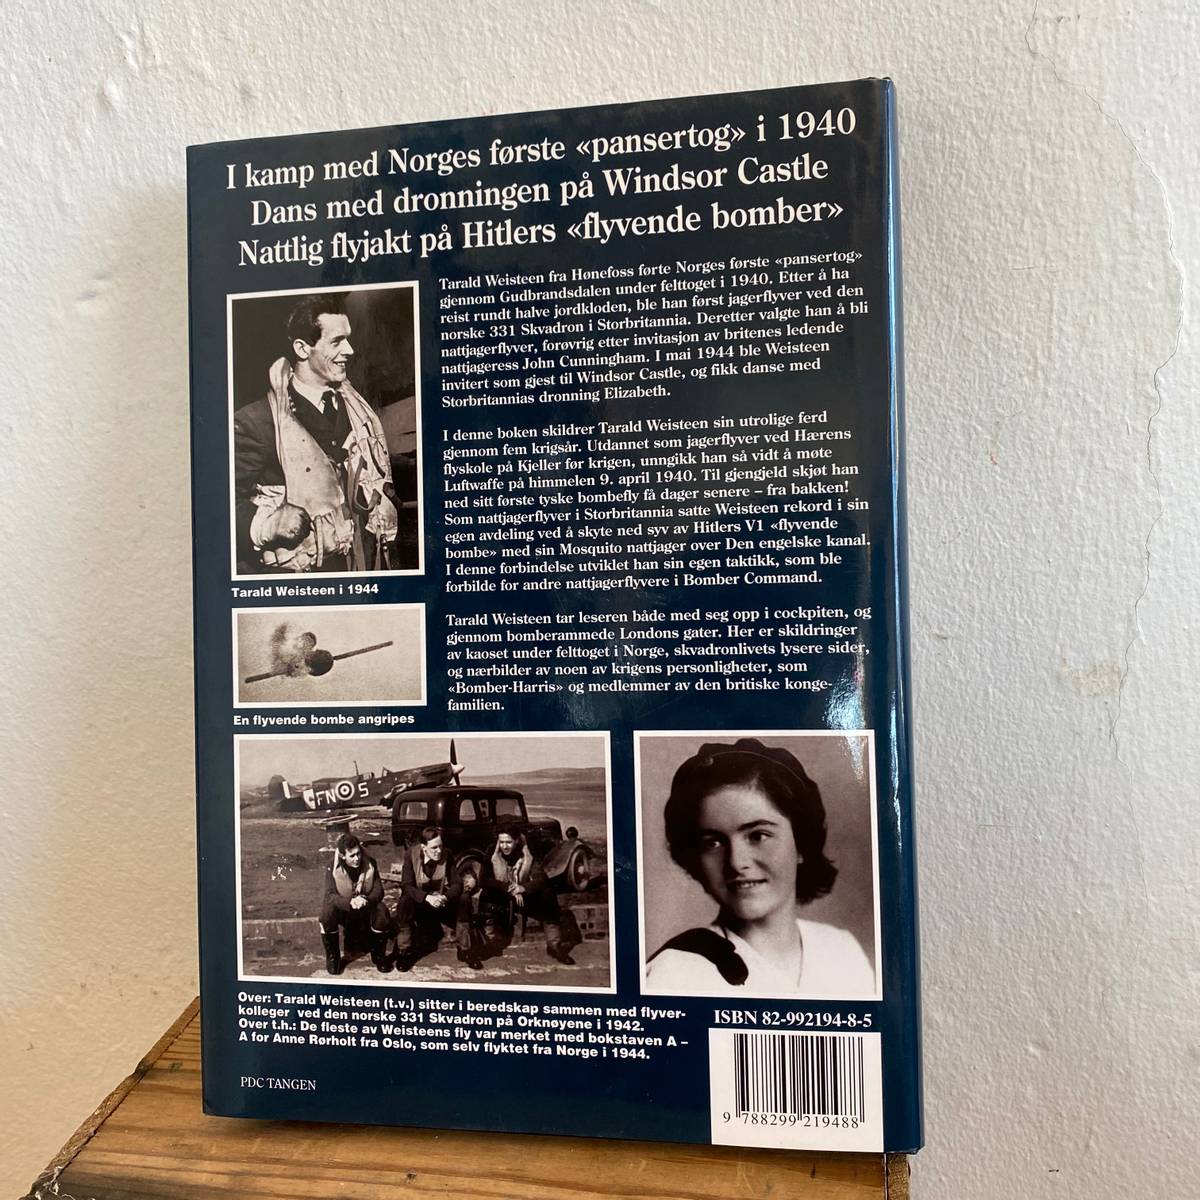 I kamp med Norges første «pansertog» i 1940
Dans med dronningen på Windsor Castle
Nattlig flyjakt på Hitlers «flyvende bomber»
Tarald Weisteen fra Hønefoss førte Norges første «pansertog»
gjennom Gudbrandsdalen under felttoget i 1940. Etter å ha
reist rundt halve jordkloden, ble han først jagerflyver ved den
norske 331 Skvadron i Storbritannia. Deretter valgte han å bli
nattjagerflyver, forøvrig etter invitasjon av britenes ledende
nattjageress John Cunningham. I mai 1944 ble Weisteen
invitert som gjest til Windsor Castle, og fikk danse med
Storbritannias dronning Elizabeth.
I denne boken skildrer Tarald Weisteen sin utrolige ferd
gjennom fem krigsår. Utdannet som jagerflyver ved Hærens
flyskole på Kjeller før krigen, unngikk han så vidt å møte
Luftwaffe på himmelen 9. april 1940. Til gjengjeld skjøt han
ned sitt første tyske bombefly få dager senere – fra bakken!
Som nattjagerflyver i Storbritannia satte Weisteen rekord i sin
egen avdeling ved å skyte ned syv av Hitlers V1 «flyvende
bombe» med sin Mosquito nattjager over Den engelske kanal.
I denne forbindelse utviklet han sin egen taktikk, som ble
forbilde for andre nattjagerflyvere i Bomber Command.
Tarald Weisteen tar leseren både med seg opp i cockpiten, og
gjennom bomberammede Londons gater. Her er skildringer
av kaoset under felttoget i Norge, skvadronlivets lysere sider,
og nærbilder av noen av krigens personligheter, som
«Bomber-Harris» og medlemmer av den britiske konge-
familien.
Tarald Weisteen i 1944
En flyvende bombe angripes
FN S
Over: Tarald Weisteen (t.v.) sitter i beredskap sammen med flyver-
kolleger ved den norske 331 Skvadron på Orknøyene i 1942.
Over t.h.: De fleste av Weisteens fly var merket med bokstaven A –
A for Anne Rørholt fra Oslo, som selv flyktet fra Norge i 1944.
PDC TANGEN
ISBN 82-992194-8-5
9 788299 219488